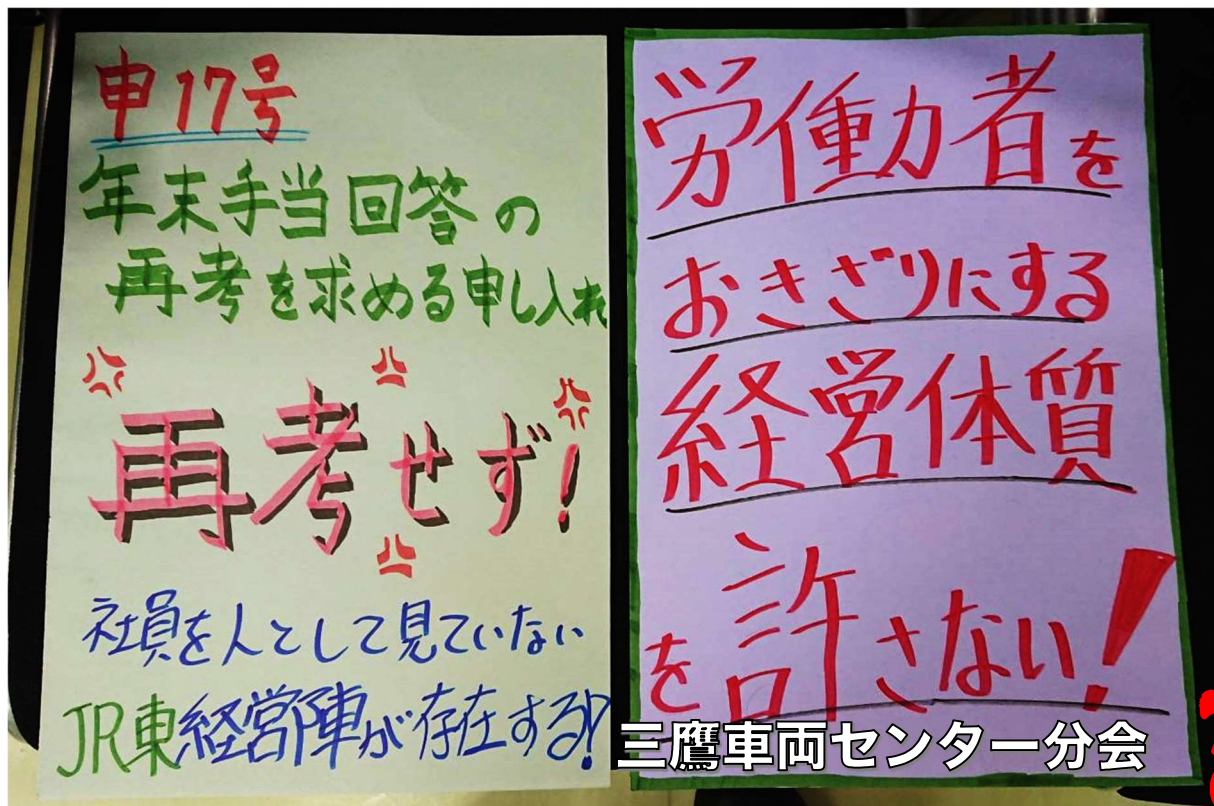 申17号
年末手当回答の
再考を求める申し入れ
再考せず!
社員を人として見ていない
JR東経営陣が存在する!?
労働力者を
おきざりにする
経営体質
を許さない!
三鷹車両センター分会